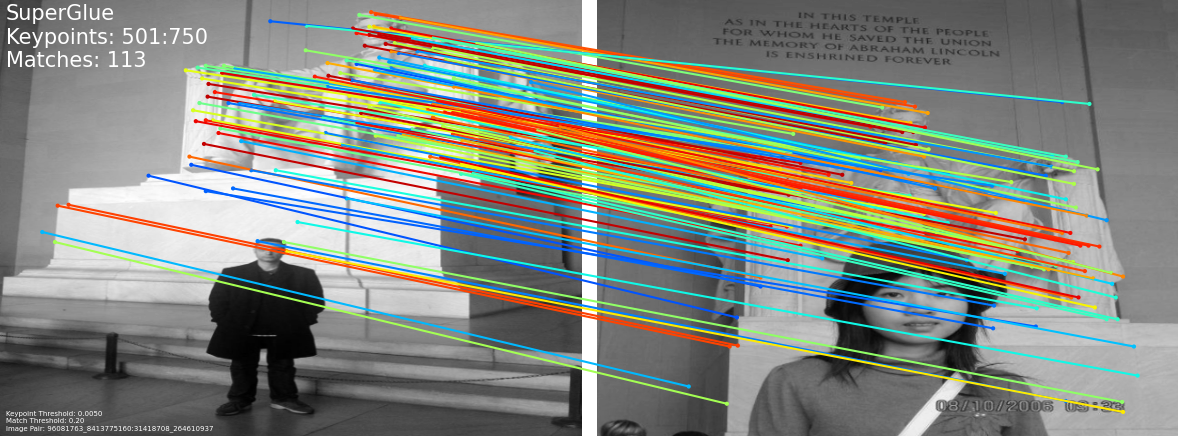 SuperGlue
Keypoints: 501:750
Matches: 113
IN THIS TEMPLE
AS IN THE HEARTS OF THE PEOPLE
FOR WHOM HE SAVED THE UNION
THE MEMORY OF ABRAHAM LINCOLN
IS ENSHRINED FOREVER
08/10/2005
Keypoint Threshold: 0.0050
Match Threshold: 0.20
Image Pair: 96081763_8413775160:31418708_264610937